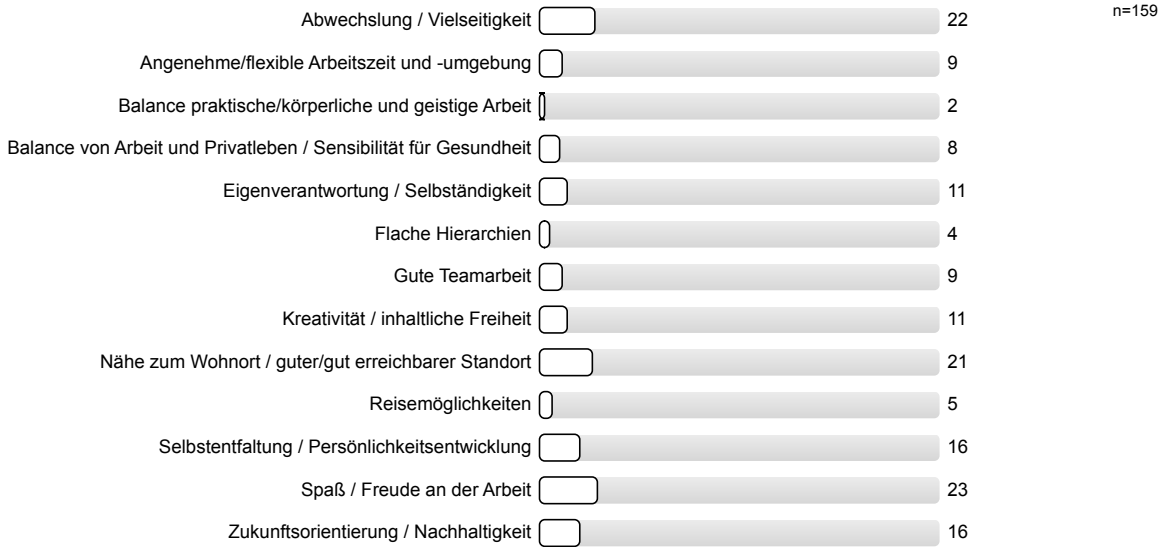 n=159
Abwechslung / Vielseitigkeit 22
Angenehme/flexible Arbeitszeit und -umgebung 9
Balance praktische/körperliche und geistige Arbeit 2
Balance von Arbeit und Privatleben / Sensibilität für Gesundheit 8
Eigenverantwortung / Selbständigkeit 11
Flache Hierarchien 4
Gute Teamarbeit 9
Kreativität / inhaltliche Freiheit 11
Nähe zum Wohnort / guter/gut erreichbarer Standort 21
Reisemöglichkeiten 5
Selbstentfaltung / Persönlichkeitsentwicklung 16
Spaß / Freude an der Arbeit 23
Zukunftsorientierung / Nachhaltigkeit 16